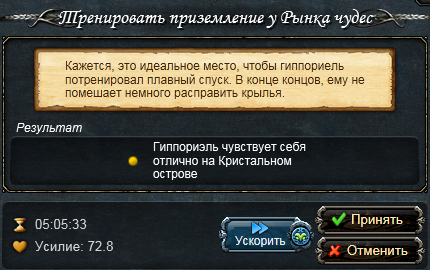 Тренировать приземление у Рынка чудес
Кажется, это идеальное место, чтобы гиппориель
потренировал плавный спуск. В конце концов, ему не
помешает немного расправить крылья.
Результат
Гиппориэль чувствует себя
отлично на Кристальном
острове
05:05:33
Усилие: 72.8
Ускорить
Принять
Отменить